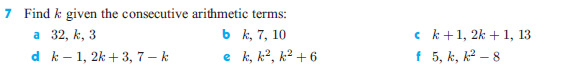 7 Find k given the consecutive arithmetic terms:
a 32, k, 3 b k, 7, 10 c k + 1, 2k + 1, 13
d k − 1, 2k + 3, 7 − k e k, k², k² + 6 f 5, k, k² − 8